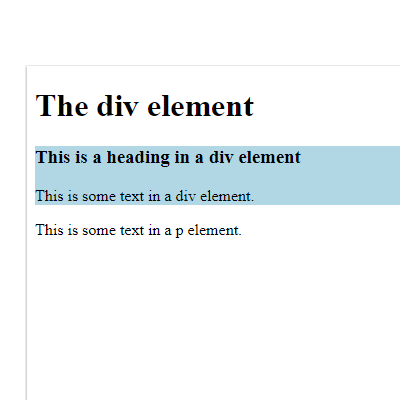 The div element
This is a heading in a div element
This is some text in a div element.
This is some text in a p element.